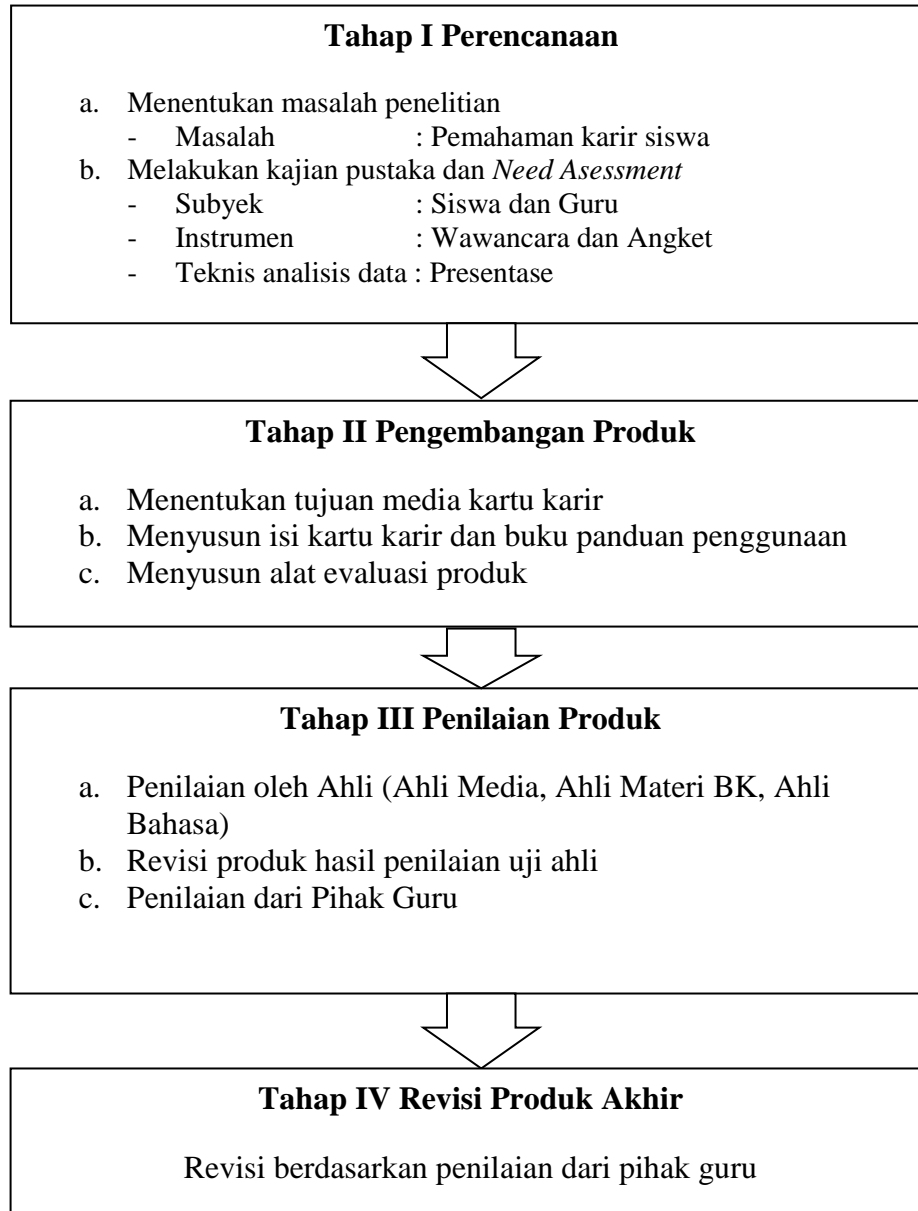 Tahap I Perencanaan
a. Menentukan masalah penelitian
- Masalah : Pemahaman karir siswa
b. Melakukan kajian pustaka dan Need Asessment
- Subyek : Siswa dan Guru
- Instrumen : Wawancara dan Angket
- Teknis analisis data : Presentase
Tahap II Pengembangan Produk
a. Menentukan tujuan media kartu karir
b. Menyusun isi kartu karir dan buku panduan penggunaan
c. Menyusun alat evaluasi produk
Tahap III Penilaian Produk
a. Penilaian oleh Ahli (Ahli Media, Ahli Materi BK, Ahli
Bahasa)
b. Revisi produk hasil penilaian uji ahli
c. Penilaian dari Pihak Guru
Tahap IV Revisi Produk Akhir
Revisi berdasarkan penilaian dari pihak guru